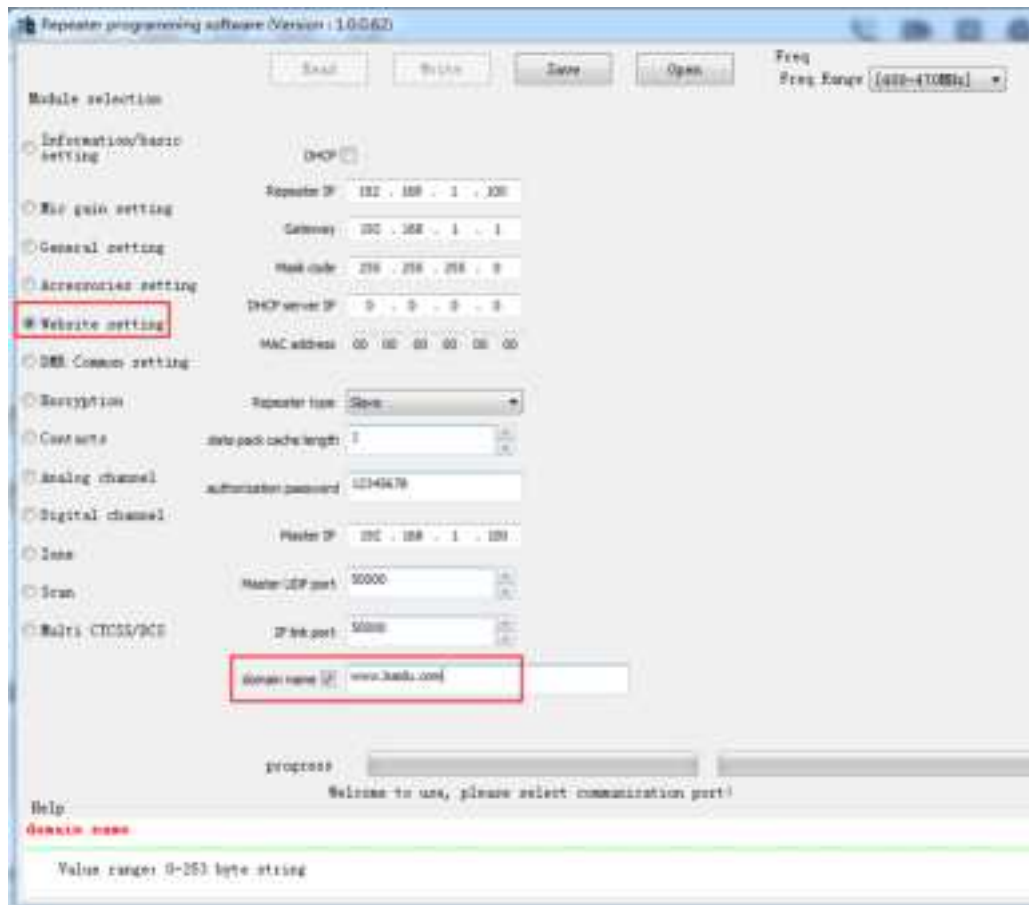 Repeater programming software (Version : 1.0.0.62)
Read Write Save Open
Freq
Freq Range [400-470MHz]
Module selection
Information/basic setting
Mic gain setting
General setting
Accessories setting
Website setting
DMR Common setting
Encryption
Contacts
Analog channel
Digital channel
Zone
Scan
Multi CTCSS/DCS
DHCP
Repeater IP 192 . 168 . 1 . 100
Gateway 192 . 168 . 1 . 1
Mask code 255 . 255 . 255 . 0
DHCP server IP 0 . 0 . 0 . 0
MAC address 00 00 00 00 00 00
Repeater type Slave
data pack cache length
authorization password 12345678
Master IP 192 . 168 . 1 . 100
Master UDP port 50000
IP link port 50000
domain name www.baidu.com
progress
Welcome to use, please select communication port!
Help
domain name
Value range: 0-253 byte string